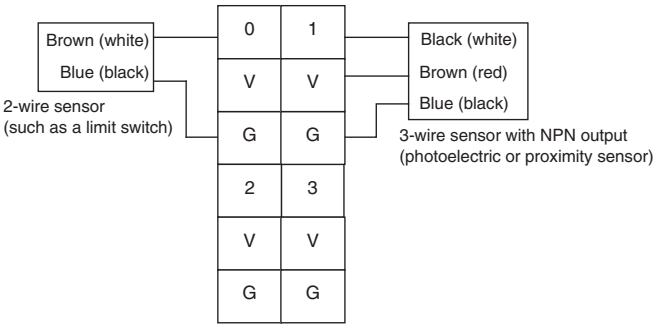 Brown (white)
Blue (black)
2-wire sensor
(such as a limit switch)
0 1
V V
G G
2 3
V V
G G
Black (white)
Brown (red)
Blue (black)
3-wire sensor with NPN output
(photoelectric or proximity sensor)